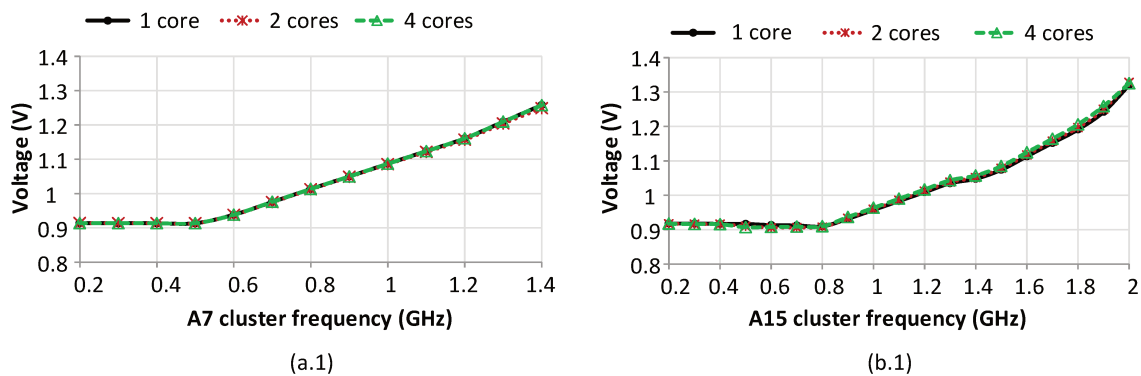 1 core 2 cores 4 cores
1.4
1.3
1.2
1.1
1
0.9
0.8
Voltage (V)
0.2 0.4 0.6 0.8 1 1.2 1.4
A7 cluster frequency (GHz)
(a.1)
1 core 2 cores 4 cores
1.4
1.3
1.2
1.1
1
0.9
0.8
Voltage (V)
0.2 0.4 0.6 0.8 1 1.2 1.4 1.6 1.8 2
A15 cluster frequency (GHz)
(b.1)